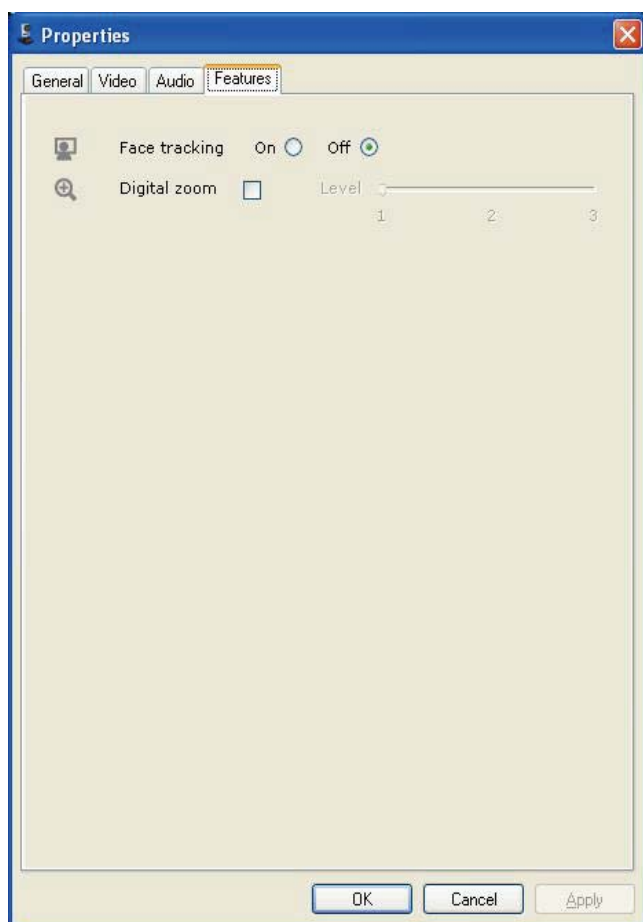 Properties
General Video Audio Features
Face tracking On Off
Digital zoom Level
1 2 3
OK Cancel Apply